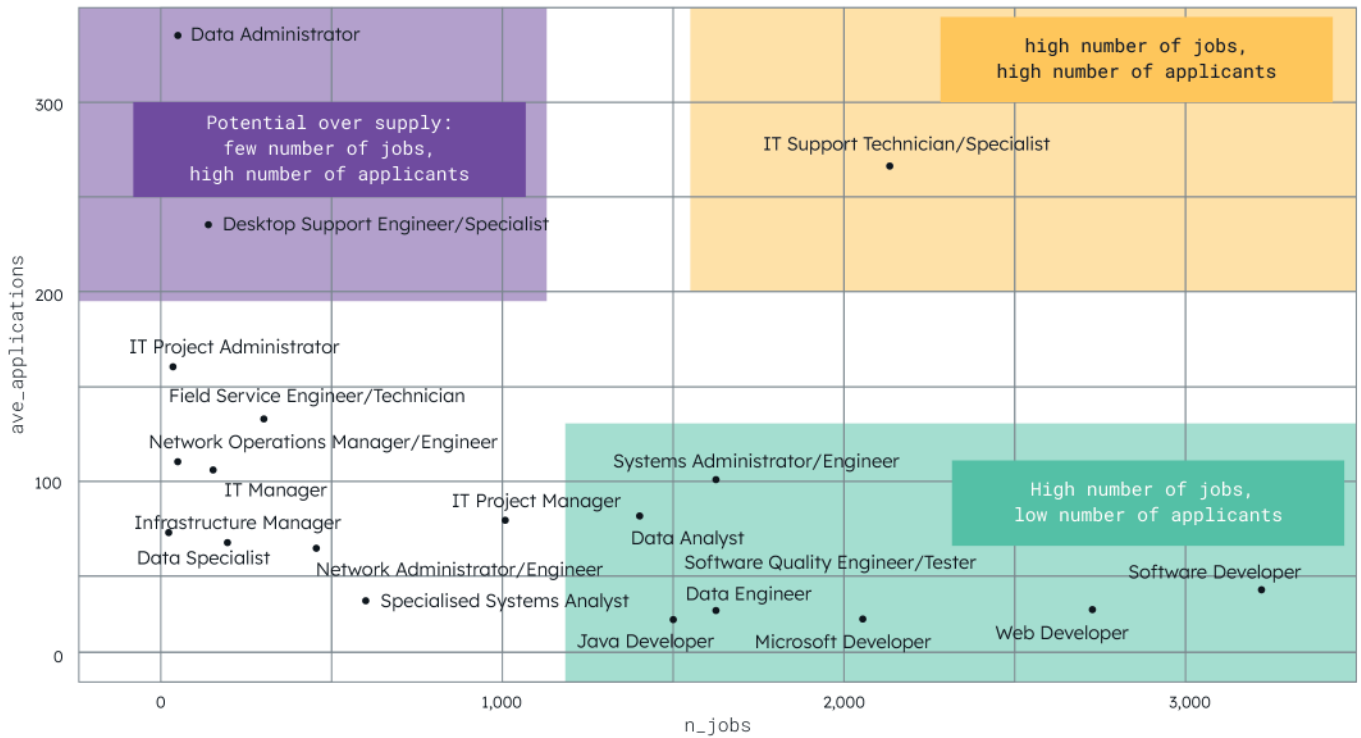 Data Administrator
high number of jobs,
high number of applicants
300
Potential over supply:
few number of jobs,
high number of applicants
IT Support Technician/Specialist
Desktop Support Engineer/Specialist
ave_applications
200
IT Project Administrator
Field Service Engineer/Technician
Network Operations Manager/Engineer
Systems Administrator/Engineer
100
IT Manager
High number of jobs,
low number of applicants
IT Project Manager
Infrastructure Manager
Data Analyst
Data Specialist
Software Quality Engineer/Tester
Network Administrator/Engineer
Software Developer
Data Engineer
Specialised Systems Analyst
Web Developer
Java Developer
Microsoft Developer
0
0
1,000
2,000
3,000
n_jobs